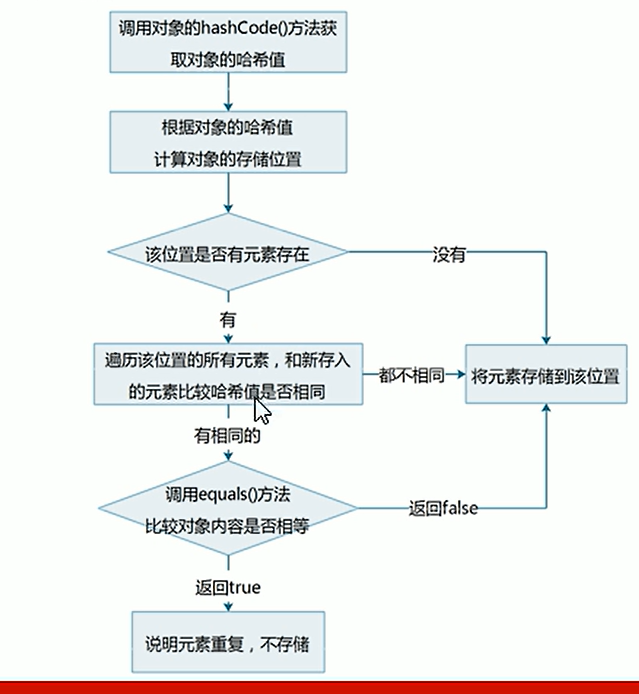 调用对象的hashCode()方法获
取对象的哈希值
根据对象的哈希值
计算对象的存储位置
该位置是否有元素存在
没有
有
遍历该位置的所有元素，和新存入
的元素比较哈希值是否相同
都不相同
将元素存储到该位置
有相同的
调用equals()方法
比较对象内容是否相等
返回false
返回true
说明元素重复，不存储